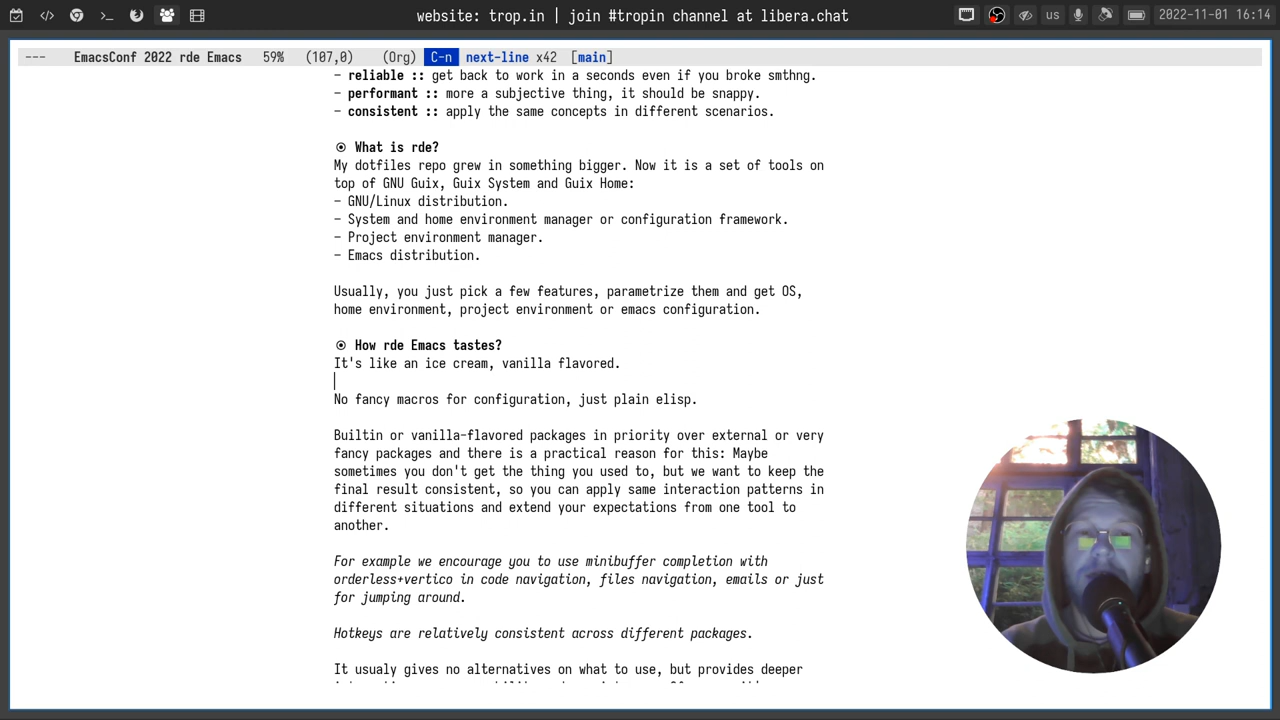 website: trop.in | join #tropin channel at libera.chat
us
2022-11-01 16:14
--- EmacsConf 2022 rde Emacs 59% (107,0) (Org) C-n next-line x42 [main]
- reliable :: get back to work in a seconds even if you broke smthng.
- performant :: more a subjective thing, it should be snappy.
- consistent :: apply the same concepts in different scenarios.
What is rde?
My dotfiles repo grew in something bigger. Now it is a set of tools on
top of GNU Guix, Guix System and Guix Home:
- GNU/Linux distribution.
- System and home environment manager or configuration framework.
- Project environment manager.
- Emacs distribution.
Usually, you just pick a few features, parametrize them and get OS,
home environment, project environment or emacs configuration.
How rde Emacs tastes?
It's like an ice cream, vanilla flavored.
No fancy macros for configuration, just plain elisp.
Builtin or vanilla-flavored packages in priority over external or very
fancy packages and there is a practical reason for this: Maybe
sometimes you don't get the thing you used to, but we want to keep the
final result consistent, so you can apply same interaction patterns in
different situations and extend your expectations from one tool to
another.
For example we encourage you to use minibuffer completion with
orderless+vertico in code navigation, files navigation, emails or just
for jumping around.
Hotkeys are relatively consistent across different packages.
It usualy gives no alternatives on what to use, but provides deeper